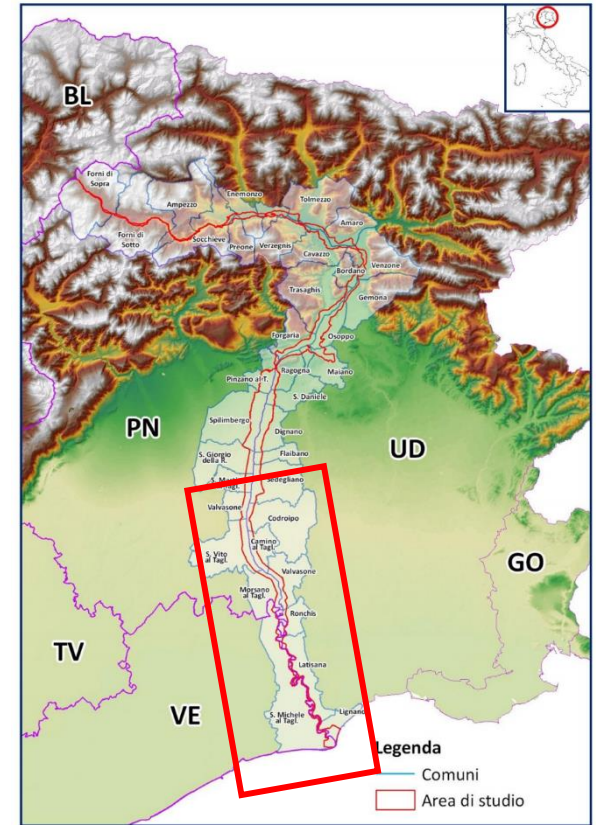 BL
Forni di
Sopra
Ampezzo
Enemonzo
Tolmezzo
Amaro
Forni di
Sotto
Socchieve
Preone
Verzegnis
Cavazzo
Bordano
Venzone
Trasaghis
Gemona
Forgaria
Osoppo
Pinzano al T.
Ragogna
Maiano
S. Daniele
PN
Spilimbergo
Dignano
UD
S. Giorgio
della R.
Flaibano
Sedegliano
Valvasone
Codroipo
Camino
al Tagl.
S. Vito
al Tagl.
Valvasone
GO
Morsano
al Tagl.
Ronchis
TV
Latisana
VE
S. Michele
al Tagl.
Lignano
Legenda
Comuni
Area di studio